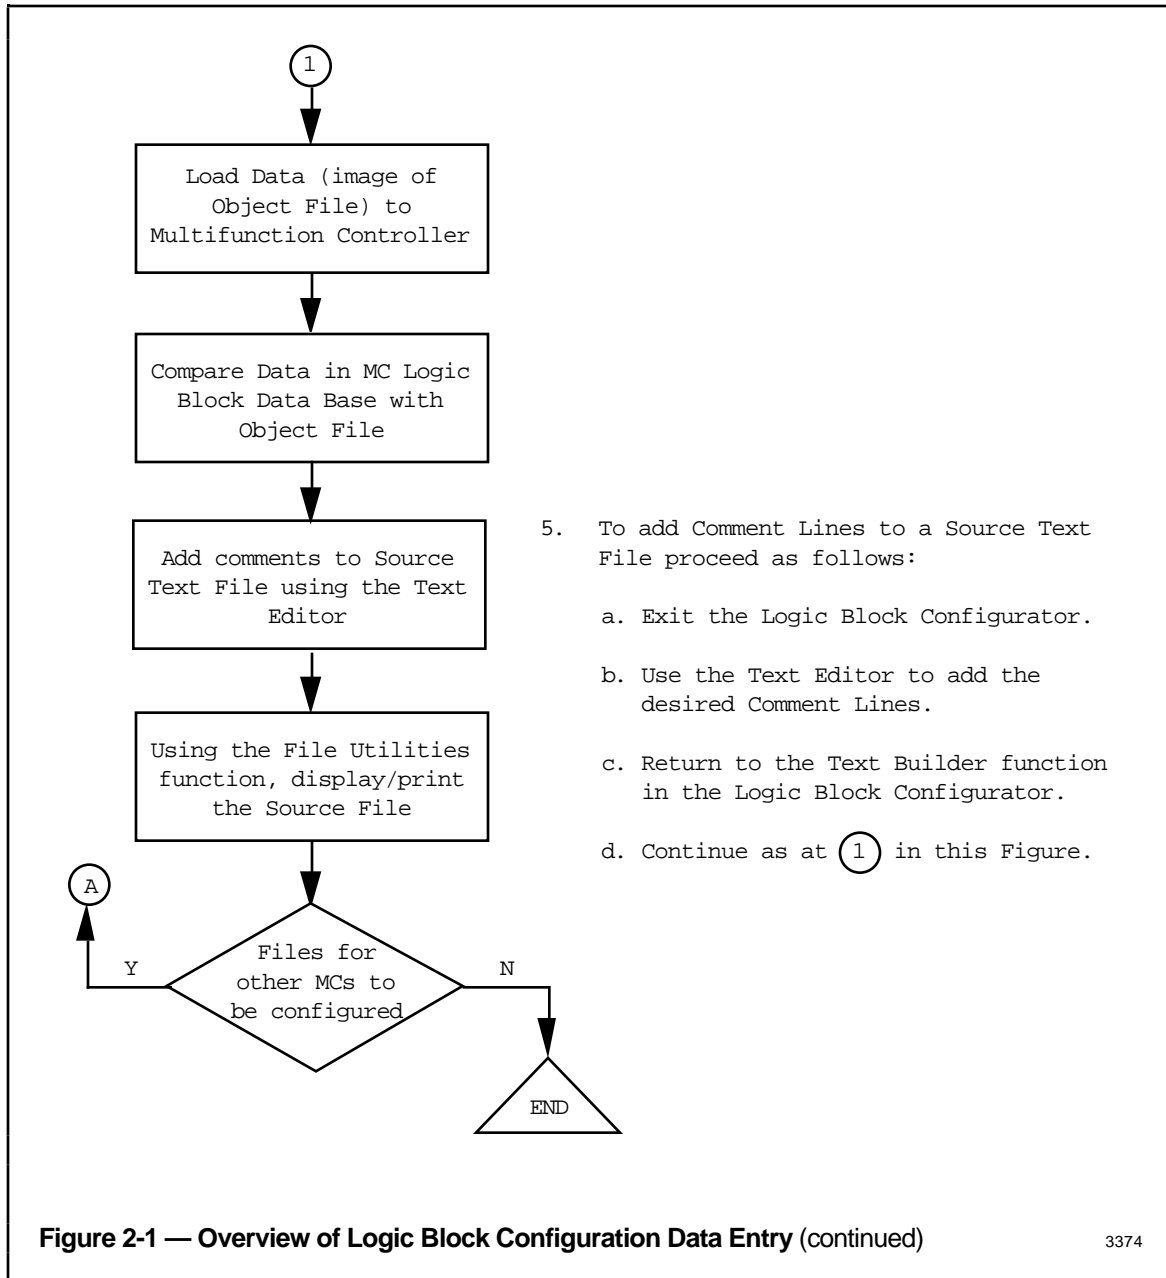 1
Load Data (image of
Object File) to
Multifunction Controller
Compare Data in MC Logic
Block Data Base with
Object File
Add comments to Source
Text File using the Text
Editor
Using the File Utilities
function, display/print
the Source File
A
Y
Files for
other MCs to
be configured
N
END
5. To add Comment Lines to a Source Text
File proceed as follows:
a. Exit the Logic Block Configurator.
b. Use the Text Editor to add the
desired Comment Lines.
c. Return to the Text Builder function
in the Logic Block Configurator.
d. Continue as at 1 in this Figure.
Figure 2-1 — Overview of Logic Block Configuration Data Entry (continued)
3374